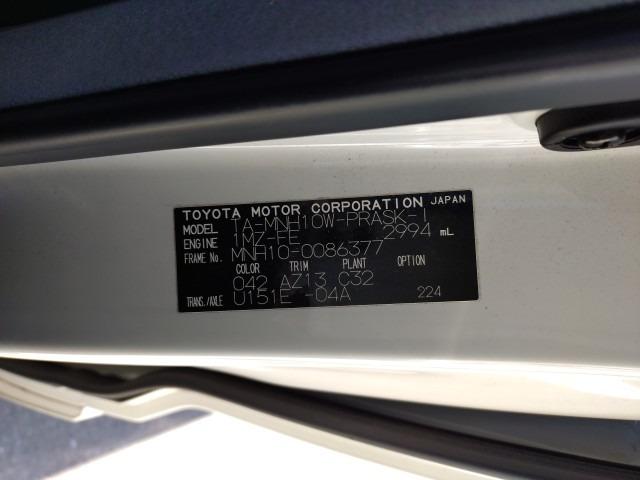 TOYOTA MOTOR CORPORATION JAPAN
MODEL TA-MNH10W-PRASK-I
ENGINE 1MZ-FE 2994 mL
FRAME No. MNH10-0086377
COLOR TRIM PLANT OPTION
042 AZ13 C32
TRANS./AXLE U151E -04A 224